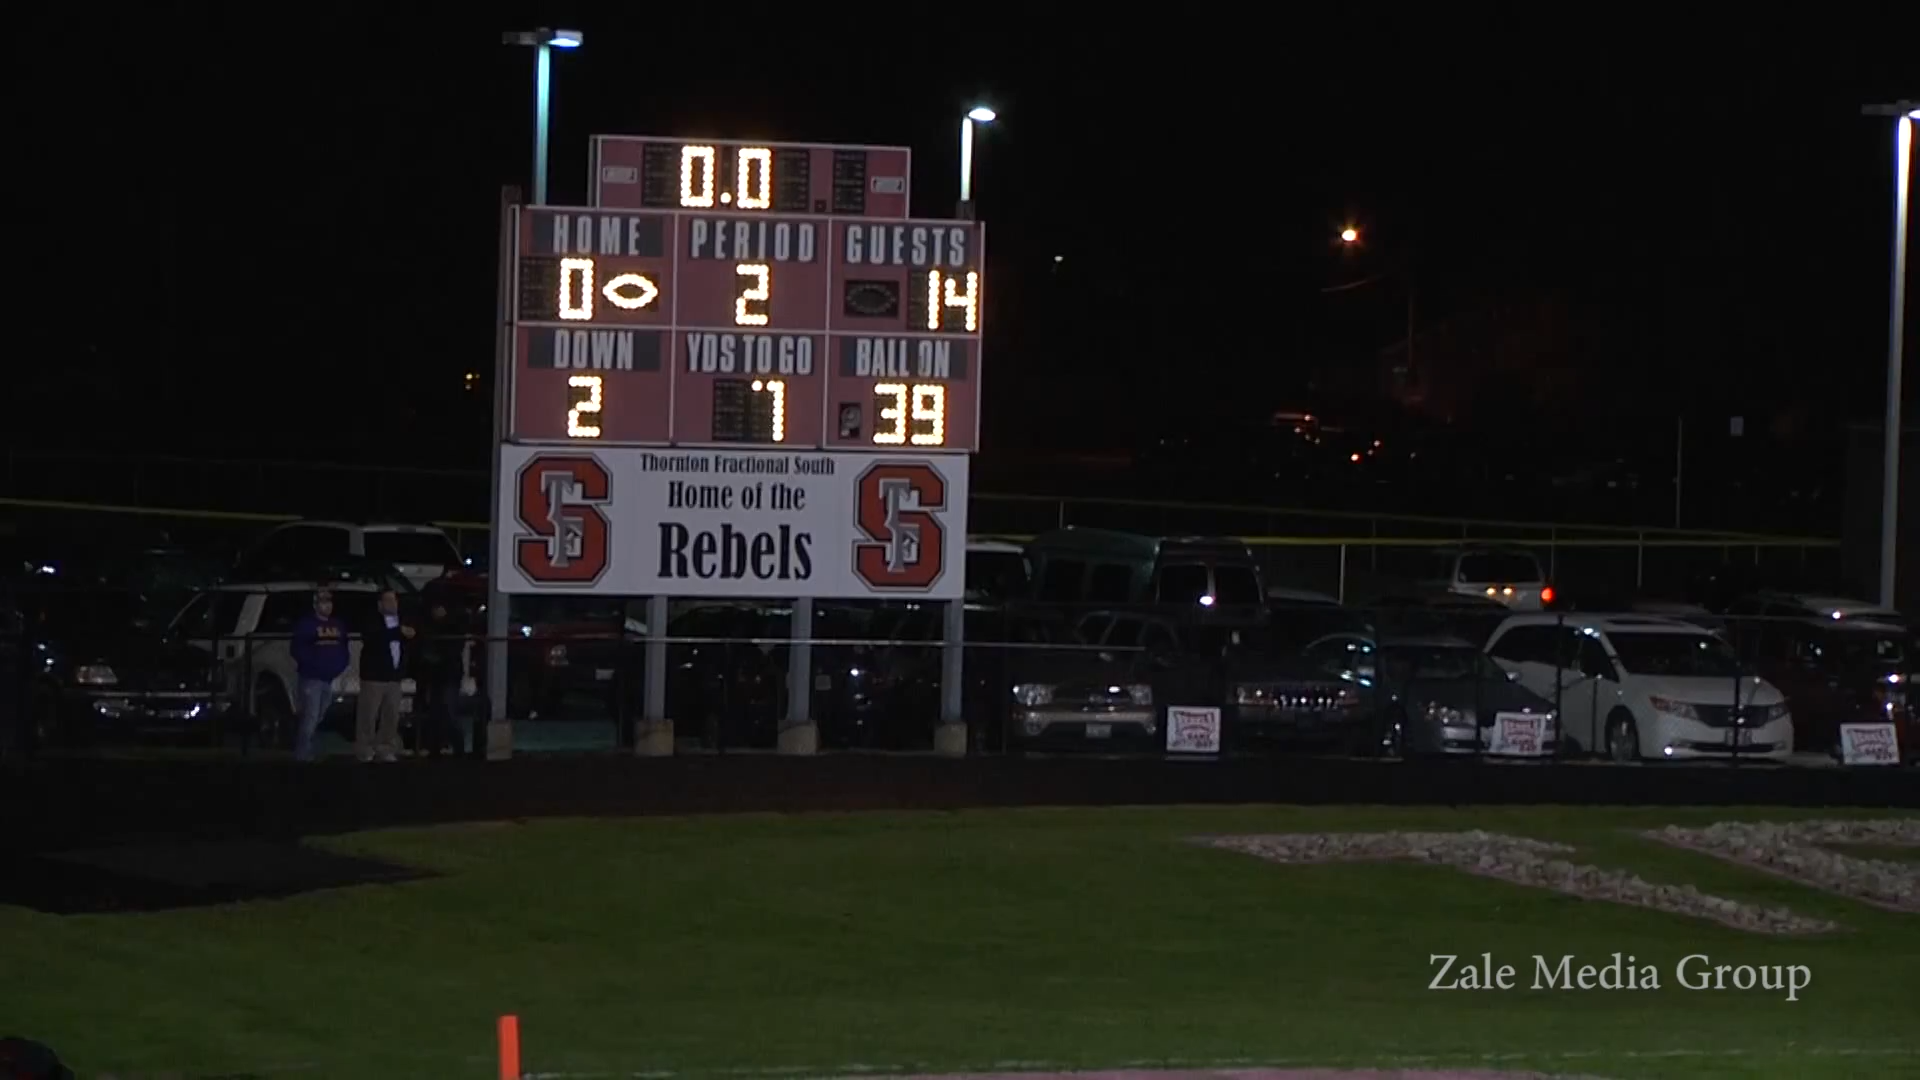 0.0
HOME PERIOD GUESTS
0 2 14
DOWN YDS TO GO BALL ON
2 7 39
Thornton Fractional South
Home of the
Rebels
Zale Media Group